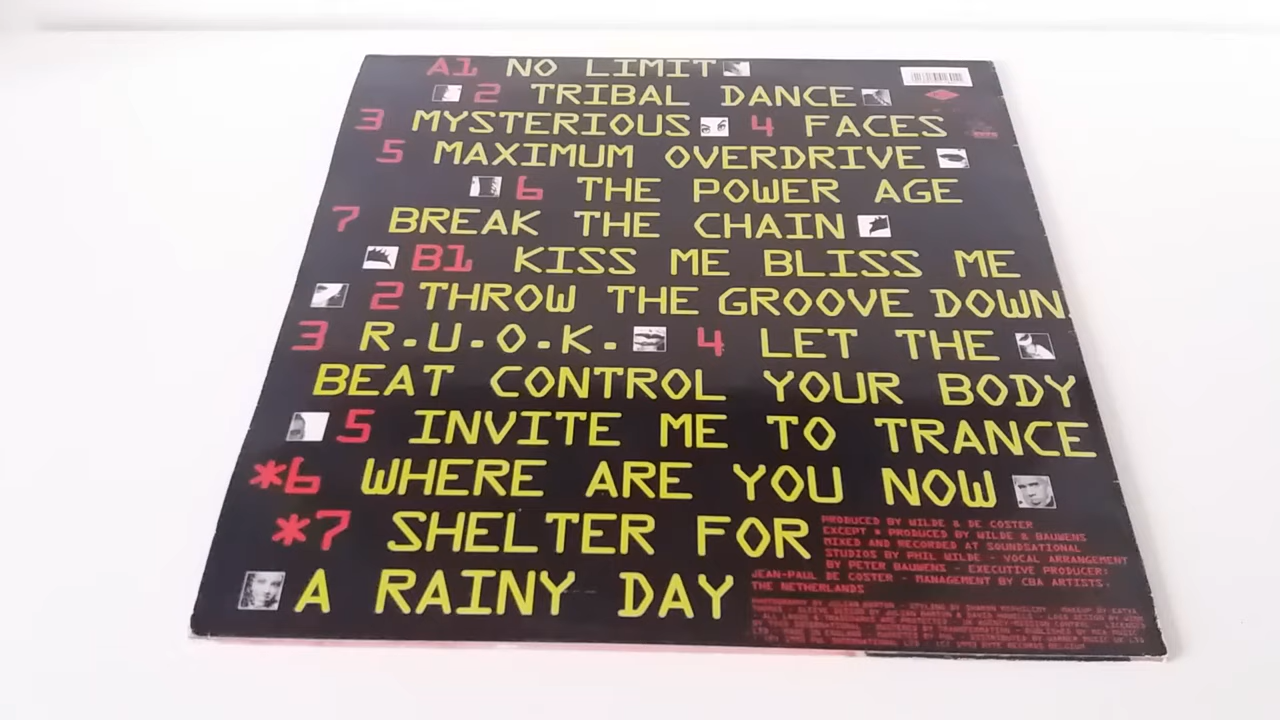 A1 NO LIMIT
2 TRIBAL DANCE
3 MYSTERIOUS 4 FACES
5 MAXIMUM OVERDRIVE
6 THE POWER AGE
7 BREAK THE CHAIN
B1 KISS ME BLISS ME
2 THROW THE GROOVE DOWN
3 R.U.O.K. 4 LET THE
BEAT CONTROL YOUR BODY
5 INVITE ME TO TRANCE
*6 WHERE ARE YOU NOW
*7 SHELTER FOR
A RAINY DAY
PRODUCED BY WILDE & DE COSTER
EXCEPT * PRODUCED BY WILDE & BAUWENS
MIXED AND RECORDED AT SOUNDSATIONAL
STUDIOS BY PHIL WILDE - VOCAL ARRANGEMENT
BY PETER BAUWENS - EXECUTIVE PRODUCER:
JEAN-PAUL DE COSTER - MANAGEMENT BY CBA ARTISTS,
THE NETHERLANDS